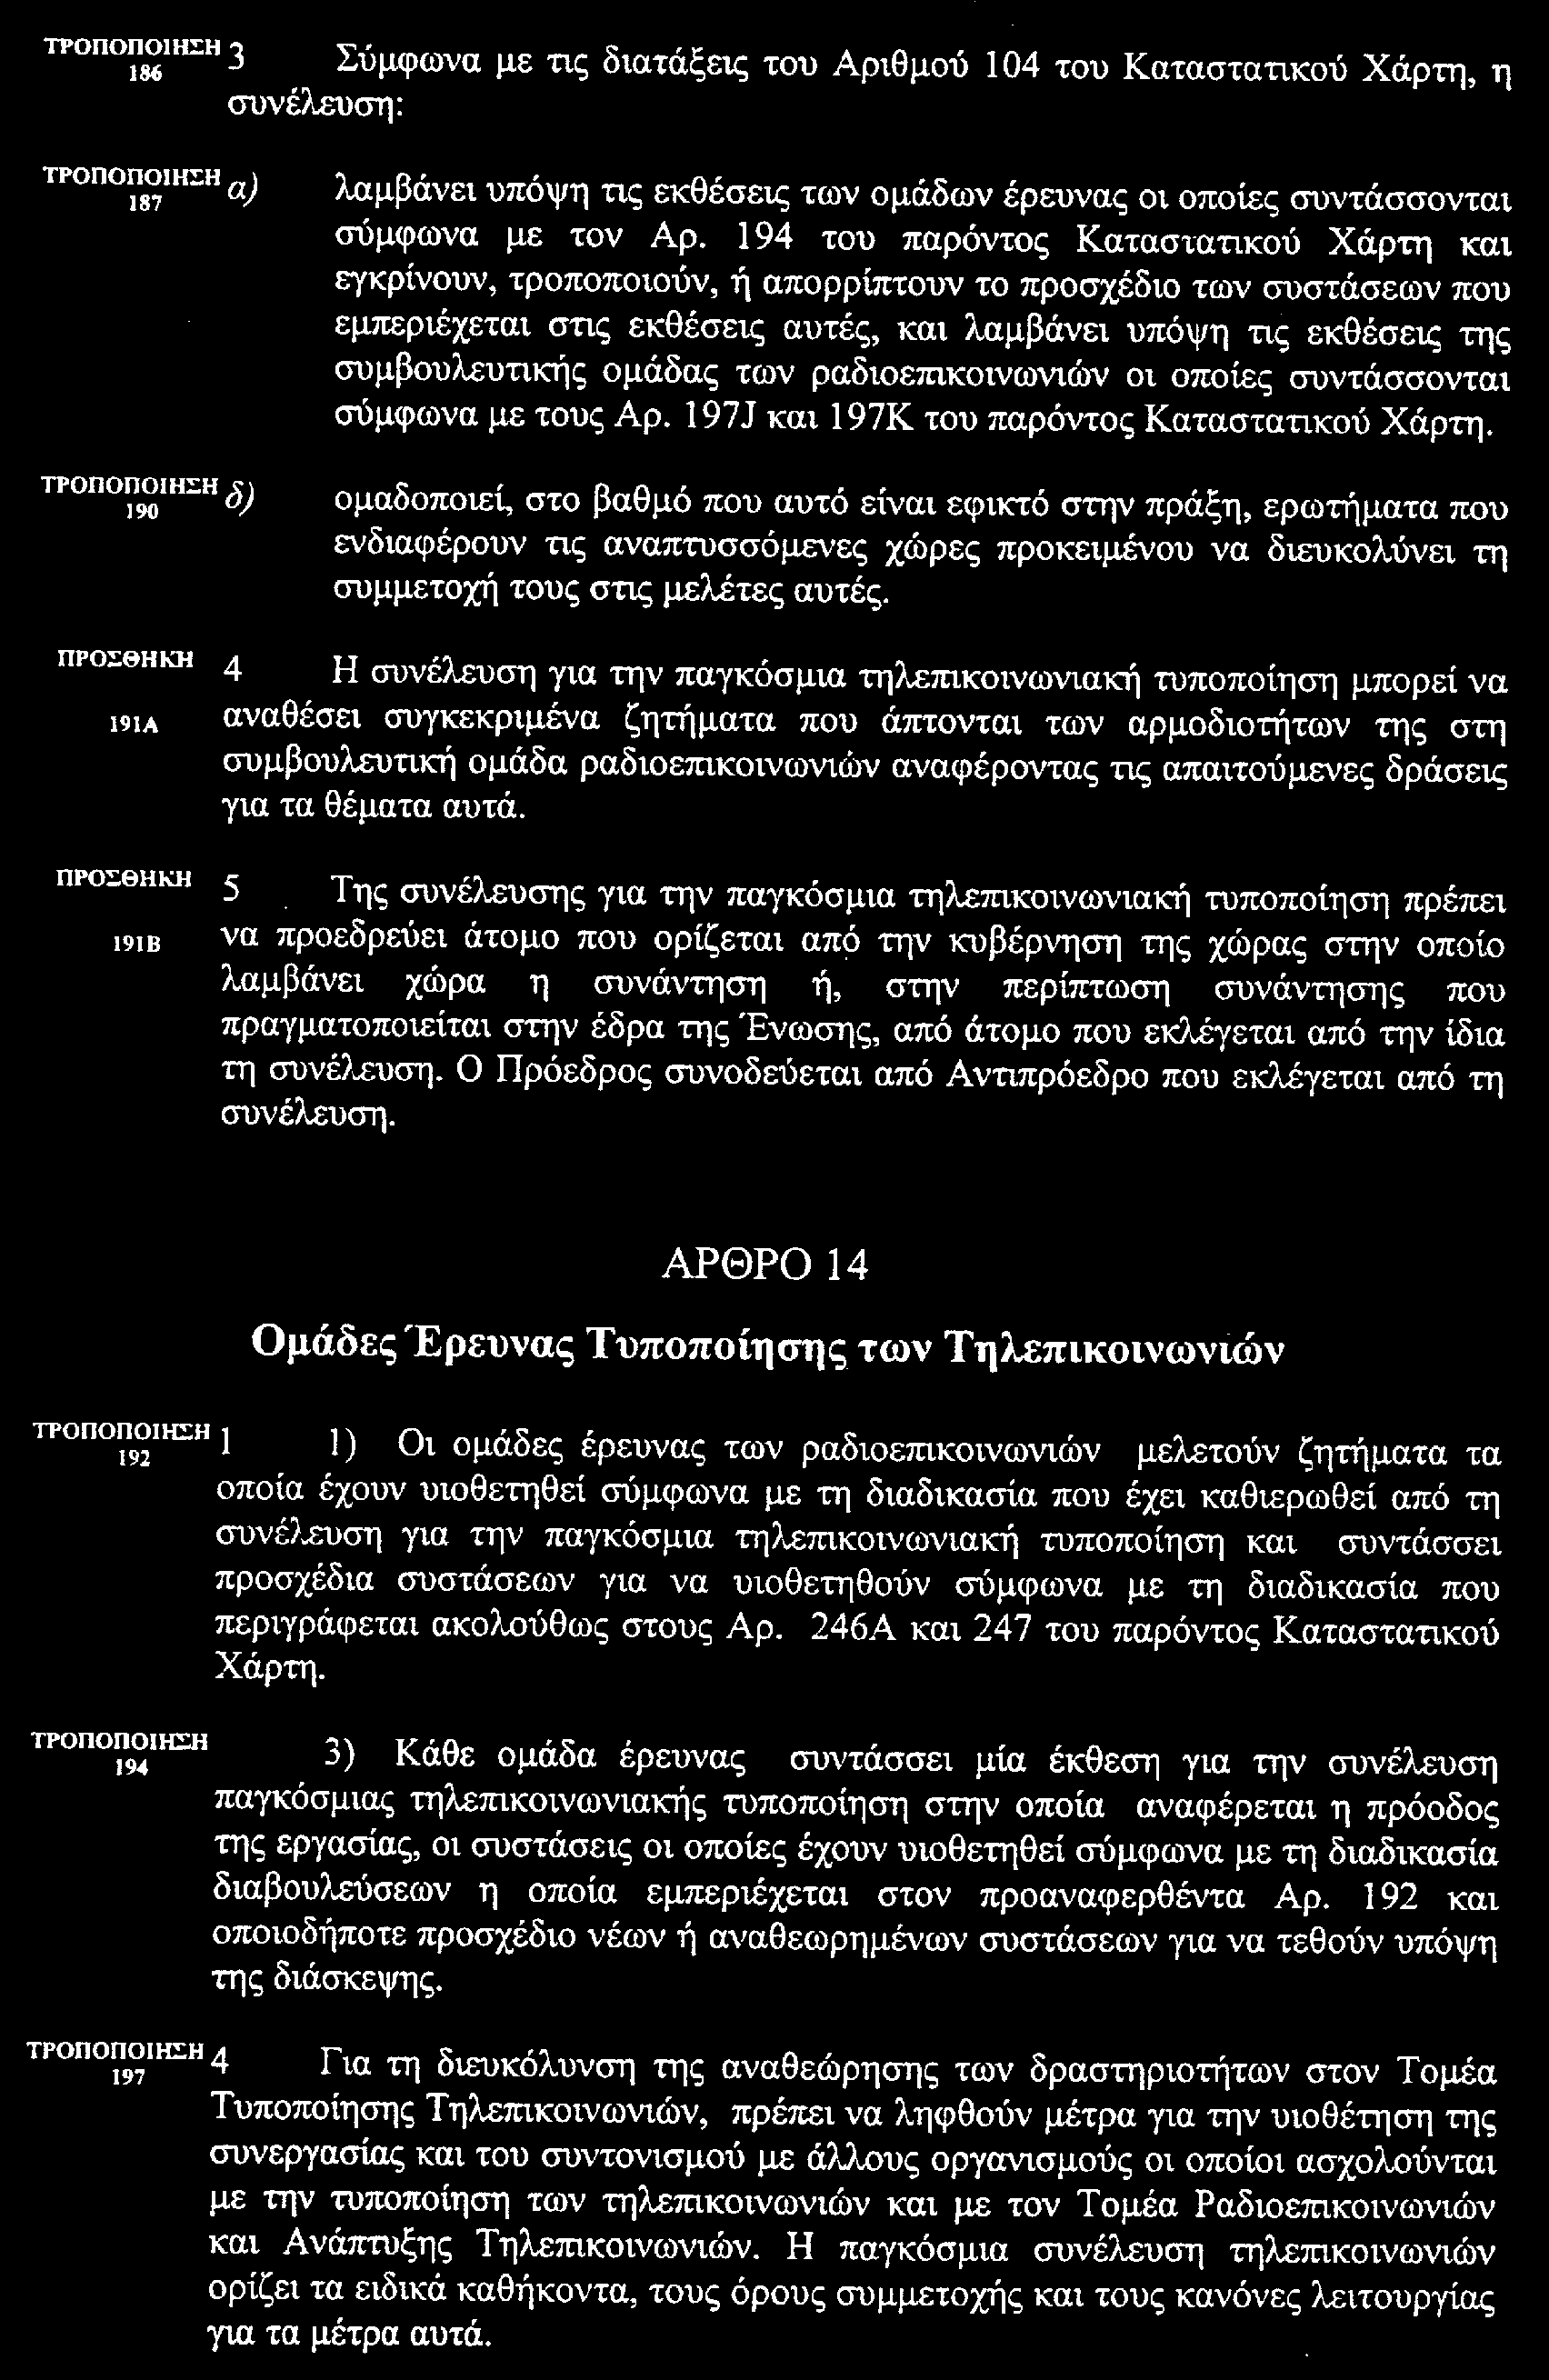 ΤΡΟΠΟΠΟΙΗΣΗ 3 Σύμφωνα με τις διατάξεις του Αριθμού 104 του Καταστατικού Χάρτη, η
186
συνέλευση:
ΤΡΟΠΟΠΟΙΗΣΗ α) λαμβάνει υπόψη τις εκθέσεις των ομάδων έρευνας οι οποίες συντάσσονται
187
σύμφωνα με τον Αρ. 194 του παρόντος Καταστατικού Χάρτη και
εγκρίνουν, τροποποιούν, ή απορρίπτουν το προσχέδιο των συστάσεων που
εμπεριέχεται στις εκθέσεις αυτές, και λαμβάνει υπόψη τις εκθέσεις της
συμβουλευτικής ομάδας των ραδιοεπικοινωνιών οι οποίες συντάσσονται
σύμφωνα με τους Αρ. 197J και 197K του παρόντος Καταστατικού Χάρτη.
ΤΡΟΠΟΠΟΙΗΣΗ δ) ομαδοποιεί, στο βαθμό που αυτό είναι εφικτό στην πράξη, ερωτήματα που
190
ενδιαφέρουν τις αναπτυσσόμενες χώρες προκειμένου να διευκολύνει τη
συμμετοχή τους στις μελέτες αυτές.
ΠΡΟΣΘΗΚΗ 4 Η συνέλευση για την παγκόσμια τηλεπικοινωνιακή τυποποίηση μπορεί να
191A αναθέσει συγκεκριμένα ζητήματα που άπτονται των αρμοδιοτήτων της στη
συμβουλευτική ομάδα ραδιοεπικοινωνιών αναφέροντας τις απαιτούμενες δράσεις
για τα θέματα αυτά.
ΠΡΟΣΘΗΚΗ 5 Της συνέλευσης για την παγκόσμια τηλεπικοινωνιακή τυποποίηση πρέπει
191B να προεδρεύει άτομο που ορίζεται από την κυβέρνηση της χώρας στην οποίο
λαμβάνει χώρα η συνάντηση ή, στην περίπτωση συνάντησης που
πραγματοποιείται στην έδρα της Ένωσης, από άτομο που εκλέγεται από την ίδια
τη συνέλευση. Ο Πρόεδρος συνοδεύεται από Αντιπρόεδρο που εκλέγεται από τη
συνέλευση.
ΑΡΘΡΟ 14
Ομάδες Έρευνας Τυποποίησης των Τηλεπικοινωνιών
ΤΡΟΠΟΠΟΙΗΣΗ 1 1) Οι ομάδες έρευνας των ραδιοεπικοινωνιών μελετούν ζητήματα τα
192
οποία έχουν υιοθετηθεί σύμφωνα με τη διαδικασία που έχει καθιερωθεί από τη
συνέλευση για την παγκόσμια τηλεπικοινωνιακή τυποποίηση και συντάσσει
προσχέδια συστάσεων για να υιοθετηθούν σύμφωνα με τη διαδικασία που
περιγράφεται ακολούθως στους Αρ. 246Α και 247 του παρόντος Καταστατικού
Χάρτη.
ΤΡΟΠΟΠΟΙΗΣΗ 3) Κάθε ομάδα έρευνας συντάσσει μία έκθεση για την συνέλευση
194
παγκόσμιας τηλεπικοινωνιακής τυποποίηση στην οποία αναφέρεται η πρόοδος
της εργασίας, οι συστάσεις οι οποίες έχουν υιοθετηθεί σύμφωνα με τη διαδικασία
διαβουλεύσεων η οποία εμπεριέχεται στον προαναφερθέντα Αρ. 192 και
οποιοδήποτε προσχέδιο νέων ή αναθεωρημένων συστάσεων για να τεθούν υπόψη
της διάσκεψης.
ΤΡΟΠΟΠΟΙΗΣΗ 4 Για τη διευκόλυνση της αναθεώρησης των δραστηριοτήτων στον Τομέα
197
Τυποποίησης Τηλεπικοινωνιών, πρέπει να ληφθούν μέτρα για την υιοθέτηση της
συνεργασίας και του συντονισμού με άλλους οργανισμούς οι οποίοι ασχολούνται
με την τυποποίηση των τηλεπικοινωνιών και με τον Τομέα Ραδιοεπικοινωνιών
και Ανάπτυξης Τηλεπικοινωνιών. Η παγκόσμια συνέλευση τηλεπικοινωνιών
ορίζει τα ειδικά καθήκοντα, τους όρους συμμετοχής και τους κανόνες λειτουργίας
για τα μέτρα αυτά.